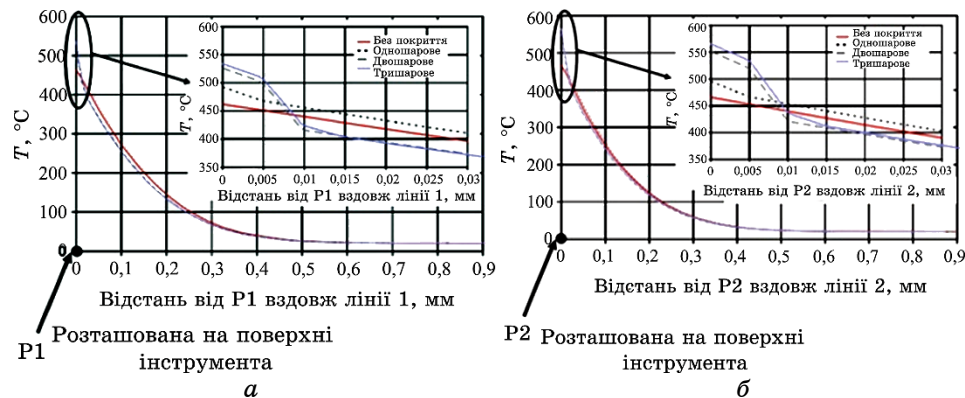 600
500
400
300
200
100
0
T, °C
600
550
500
450
400
350
T, °C
Без покриття
Одношарове
Двошарове
Тришарове
0 0,005 0,01 0,015 0,02 0,025 0,03
Відстань від P1 вздовж лінії 1, мм
0 0,1 0,2 0,3 0,4 0,5 0,6 0,7 0,8 0,9
Відстань від P1 вздовж лінії 1, мм
P1 Розташована на поверхні
інструмента
а
600
500
400
300
200
100
0
T, °C
600
550
500
450
400
350
T, °C
Без покриття
Одношарове
Двошарове
Тришарове
0 0,005 0,01 0,015 0,02 0,025 0,03
Відстань від P2 вздовж лінії 2, мм
0 0,1 0,2 0,3 0,4 0,5 0,6 0,7 0,8 0,9
Відстань від P2 вздовж лінії 2, мм
P2 Розташована на поверхні
інструмента
б